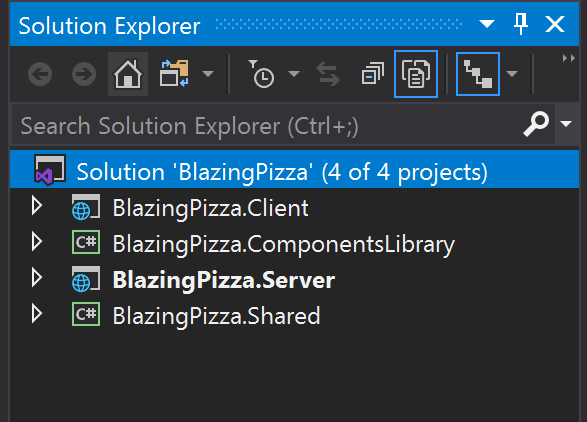 Solution Explorer
Search Solution Explorer (Ctrl+;)
Solution 'BlazingPizza' (4 of 4 projects)
BlazingPizza.Client
C# BlazingPizza.ComponentsLibrary
BlazingPizza.Server
C# BlazingPizza.Shared